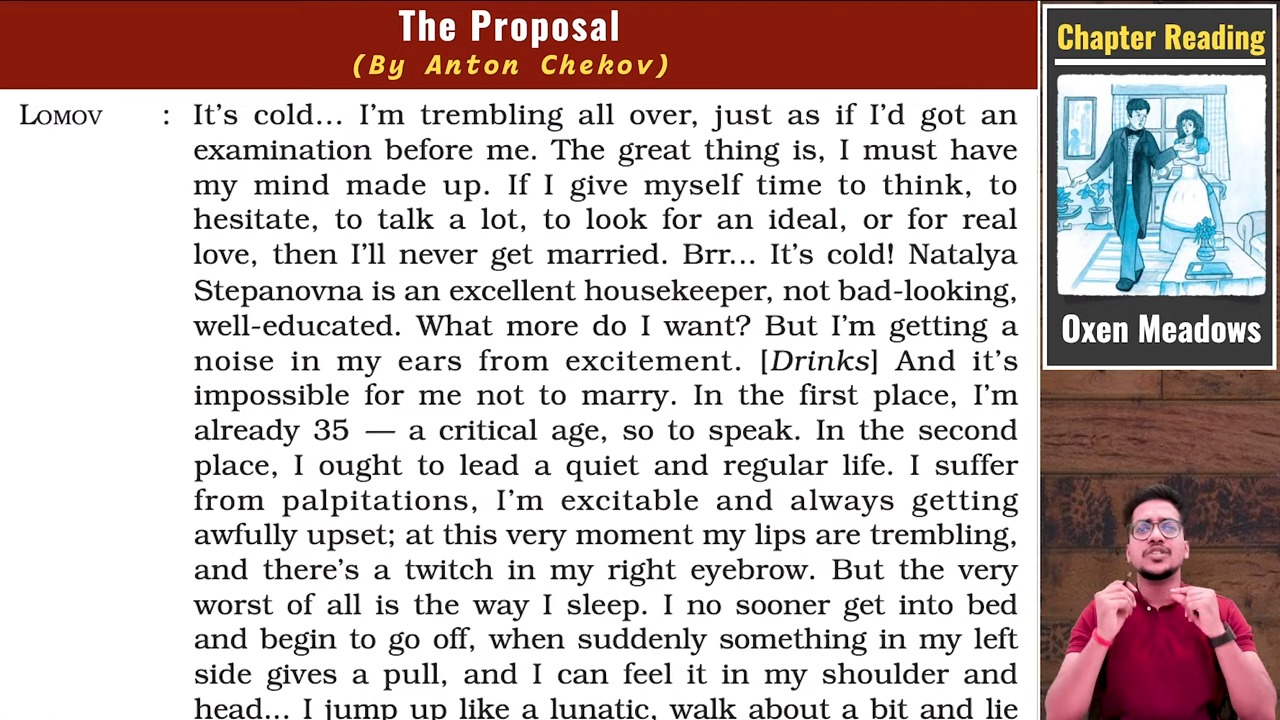 The Proposal
(By Anton Chekov)
LOMOV : It's cold... I'm trembling all over, just as if I'd got an
examination before me. The great thing is, I must have
my mind made up. If I give myself time to think, to
hesitate, to talk a lot, to look for an ideal, or for real
love, then I'll never get married. Brr... It's cold! Natalya
Stepanovna is an excellent housekeeper, not bad-looking,
well-educated. What more do I want? But I'm getting a
noise in my ears from excitement. [Drinks] And it's
impossible for me not to marry. In the first place, I'm
already 35 — a critical age, so to speak. In the second
place, I ought to lead a quiet and regular life. I suffer
from palpitations, I'm excitable and always getting
awfully upset; at this very moment my lips are trembling,
and there's a twitch in my right eyebrow. But the very
worst of all is the way I sleep. I no sooner get into bed
and begin to go off, when suddenly something in my left
side gives a pull, and I can feel it in my shoulder and
head... I jump up like a lunatic, walk about a bit and lie
Chapter Reading
Oxen Meadows